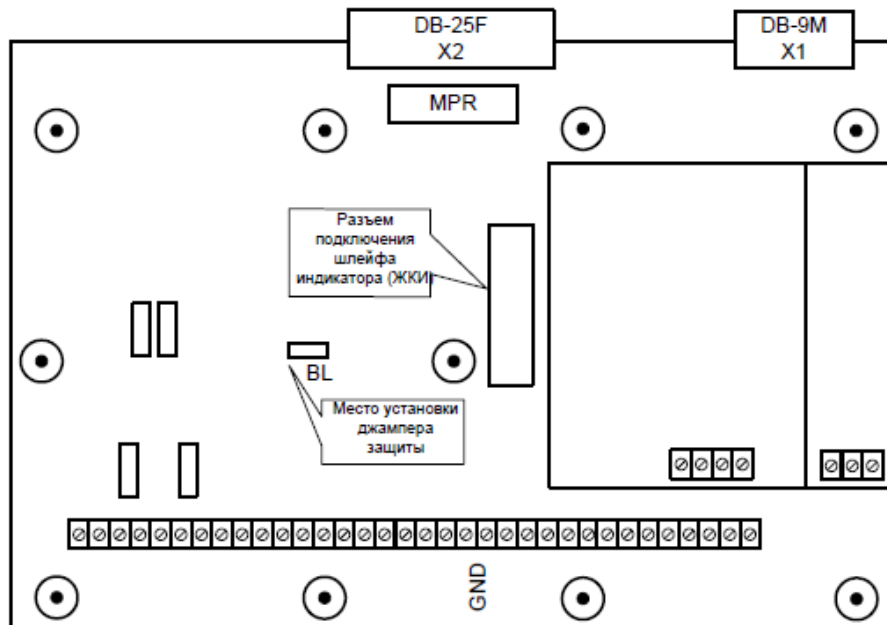 DB-25F
X2
DB-9M
X1
MPR
Разъем
подключения
шлейфа
индикатора (ЖКИ)
BL
Место установки
джампера
защиты
GND